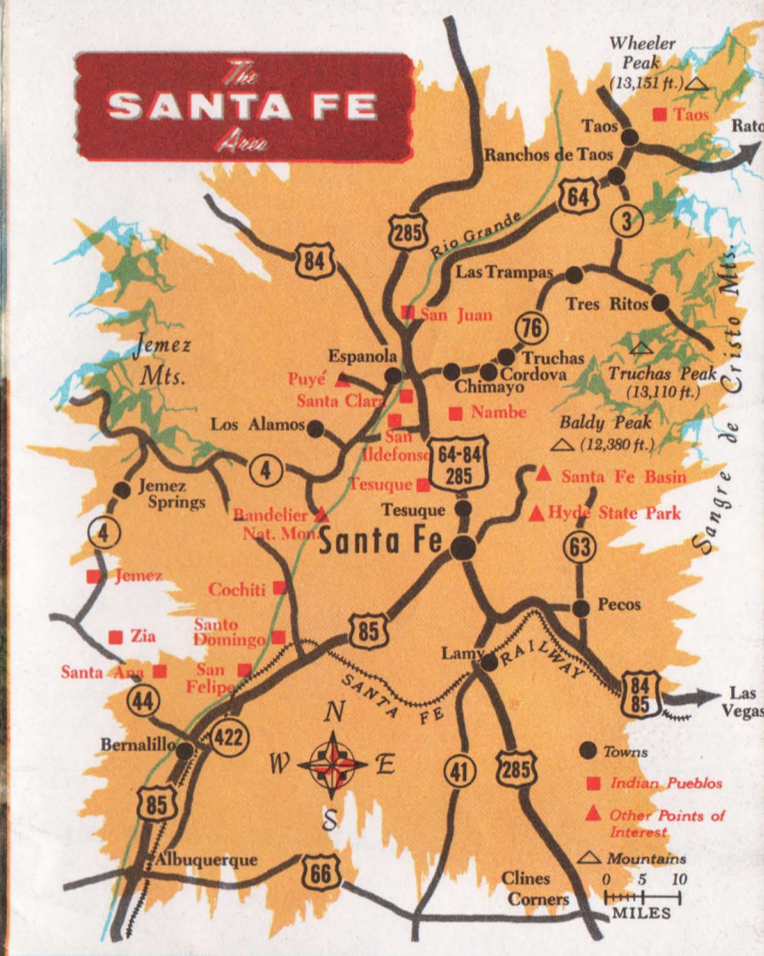 The
SANTA FE
Area
Wheeler
Peak
(13,151 ft.)
Taos
Taos
Rato
Ranchos de Taos
64
3
285
Rio Grande
84
Las Trampas
Tres Ritos
San Juan
76
Jemez
Mts.
Espanola
Truchas
Cordova
Chimayo
Truchas Peak
(13,110 ft.)
Sangre de Cristo Mts.
Puyé
Santa Clara
Nambe
Baldy Peak
(12,380 ft.)
Los Alamos
San
Ildefonso
64-84
285
4
Santa Fe Basin
Tesuque
Jemez
Springs
Tesuque
Hyde State Park
Bandelier
Nat. Mon.
Santa Fe
4
63
Jemez
Cochiti
Pecos
Santo
Domingo
85
Zia
Lamy
RAILWAY
Santa Ana
San
Felipe
SANTA FE
84
85
Las
Vegas
44
N
422
Bernalillo
W
E
41
285
Towns
Indian Pueblos
85
S
Other Points of
Interest
Albuquerque
66
Mountains
Clines
Corners
0 5 10
MILES